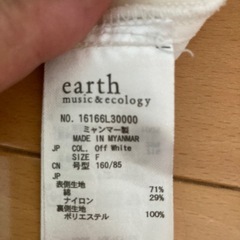 earth
music&ecology
NO. 16166L30000
ミャンマー製
MADE IN MYANMAR
JP COL. Off White
SIZE F
CN 号型 160/85
JP
表側生地
綿 71%
ナイロン 29%
裏側生地
ポリエステル 100%